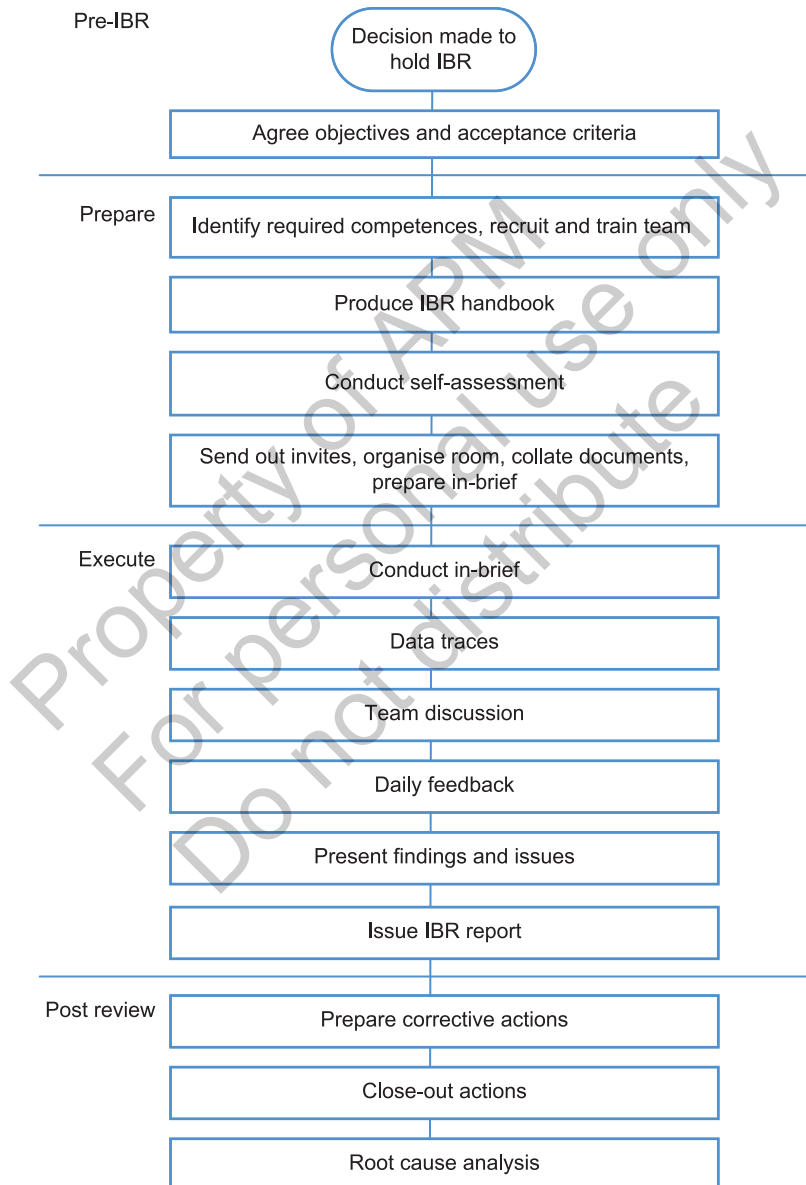 Pre-IBR
Decision made to
hold IBR
Agree objectives and acceptance criteria
Prepare
Identify required competences, recruit and train team
Produce IBR handbook
Conduct self-assessment
Send out invites, organise room, collate documents,
prepare in-brief
Execute
Conduct in-brief
Data traces
Team discussion
Daily feedback
Present findings and issues
Issue IBR report
Post review
Prepare corrective actions
Close-out actions
Root cause analysis
Property of APM
For personal use only
Do not distribute